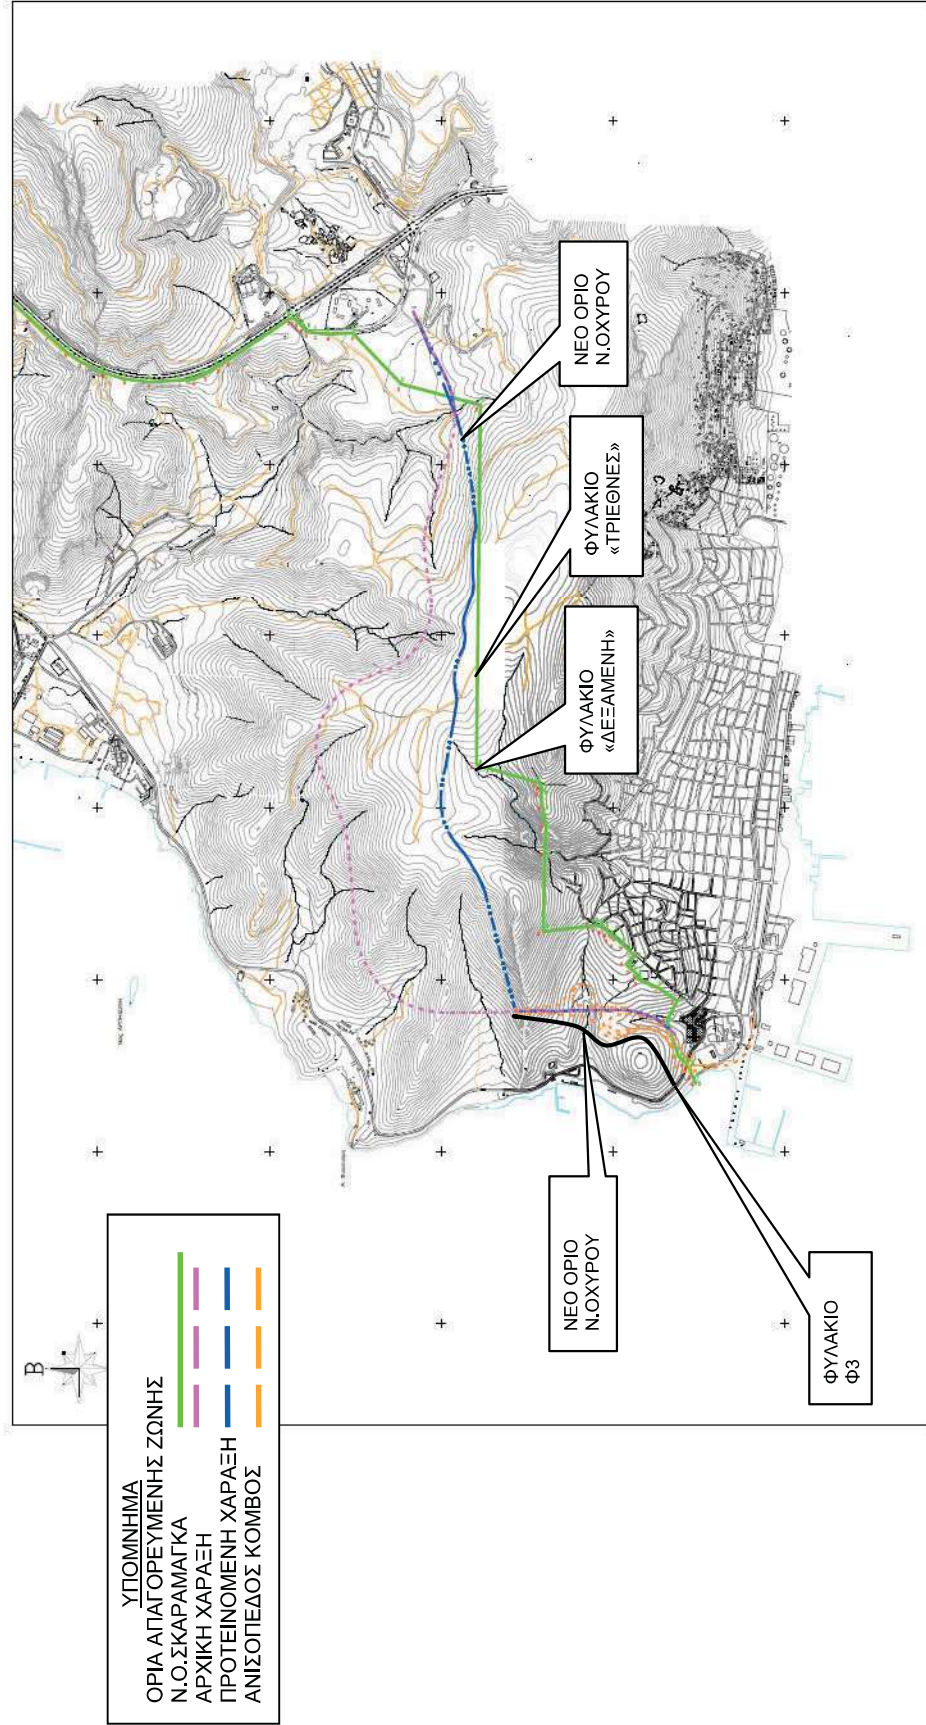 Β
ΥΠΟΜΝΗΜΑ
ΟΡΙΑ ΑΠΑΓΟΡΕΥΜΕΝΗΣ ΖΩΝΗΣ
Ν.Ο.ΣΚΑΡΑΜΑΓΚΑ
ΑΡΧΙΚΗ ΧΑΡΑΞΗ
ΠΡΟΤΕΙΝΟΜΕΝΗ ΧΑΡΑΞΗ
ΑΝΙΣΟΠΕΔΟΣ ΚΟΜΒΟΣ
ΝΕΟ ΟΡΙΟ
Ν.ΟΧΥΡΟΥ
ΦΥΛΑΚΙΟ
Φ3
ΦΥΛΑΚΙΟ
«ΔΕΞΑΜΕΝΗ»
ΦΥΛΑΚΙΟ
«ΤΡΙΕΘΝΕΣ»
ΝΕΟ ΟΡΙΟ
Ν.ΟΧΥΡΟΥ